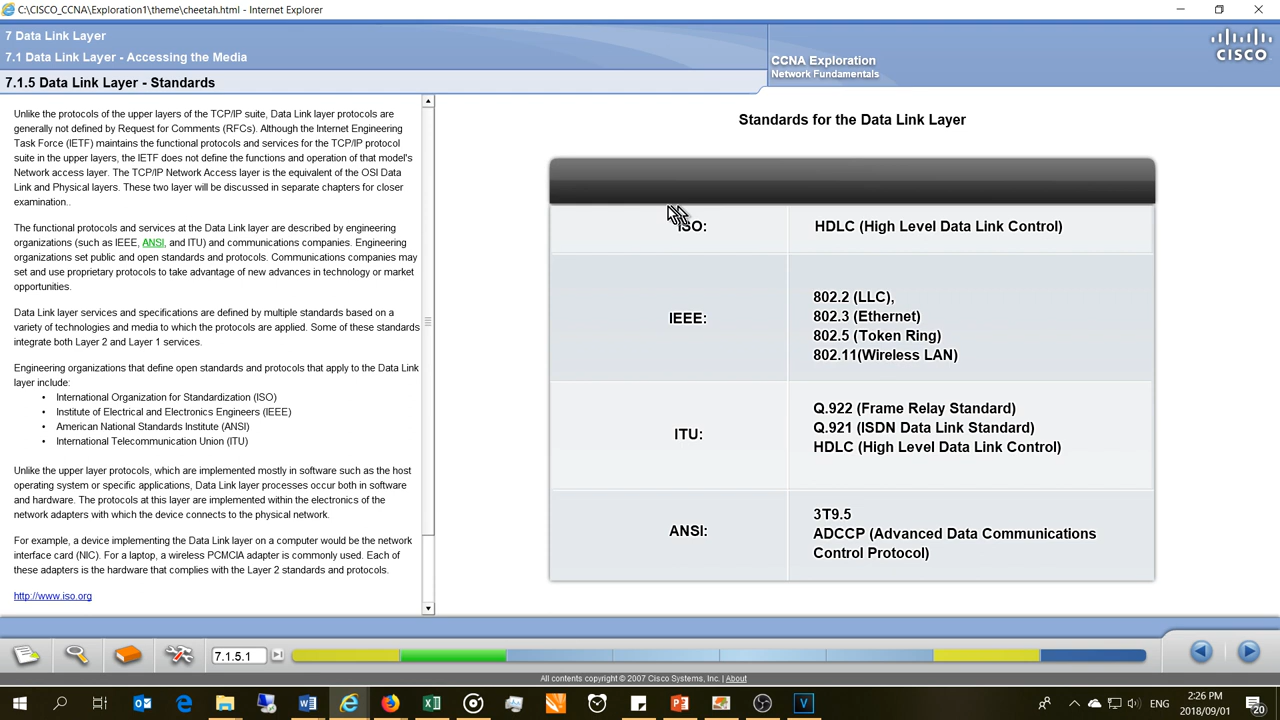 C:\CISCO_CCNA\Exploration1\theme\cheetah.html - Internet Explorer
7 Data Link Layer
7.1 Data Link Layer - Accessing the Media
7.1.5 Data Link Layer - Standards
CCNA Exploration
Network Fundamentals
CISCO
Unlike the protocols of the upper layers of the TCP/IP suite, Data Link layer protocols are
generally not defined by Request for Comments (RFCs). Although the Internet Engineering
Task Force (IETF) maintains the functional protocols and services for the TCP/IP protocol
suite in the upper layers, the IETF does not define the functions and operation of that model's
Network access layer. The TCP/IP Network Access layer is the equivalent of the OSI Data
Link and Physical layers. These two layer will be discussed in separate chapters for closer
examination..
The functional protocols and services at the Data Link layer are described by engineering
organizations (such as IEEE, ANSI, and ITU) and communications companies. Engineering
organizations set public and open standards and protocols. Communications companies may
set and use proprietary protocols to take advantage of new advances in technology or market
opportunities.
Data Link layer services and specifications are defined by multiple standards based on a
variety of technologies and media to which the protocols are applied. Some of these standards
integrate both Layer 2 and Layer 1 services.
Engineering organizations that define open standards and protocols that apply to the Data Link
layer include:
• International Organization for Standardization (ISO)
• Institute of Electrical and Electronics Engineers (IEEE)
• American National Standards Institute (ANSI)
• International Telecommunication Union (ITU)
Unlike the upper layer protocols, which are implemented mostly in software such as the host
operating system or specific applications, Data Link layer processes occur both in software
and hardware. The protocols at this layer are implemented within the electronics of the
network adapters with which the device connects to the physical network.
For example, a device implementing the Data Link layer on a computer would be the network
interface card (NIC). For a laptop, a wireless PCMCIA adapter is commonly used. Each of
these adapters is the hardware that complies with the Layer 2 standards and protocols.
http://www.iso.org
Standards for the Data Link Layer
ISO:
HDLC (High Level Data Link Control)
IEEE:
802.2 (LLC),
802.3 (Ethernet)
802.5 (Token Ring)
802.11(Wireless LAN)
ITU:
Q.922 (Frame Relay Standard)
Q.921 (ISDN Data Link Standard)
HDLC (High Level Data Link Control)
ANSI:
3T9.5
ADCCP (Advanced Data Communications
Control Protocol)
7.1.5.1
All contents copyright © 2007 Cisco Systems, Inc. | About
2:26 PM
2018/09/01
20